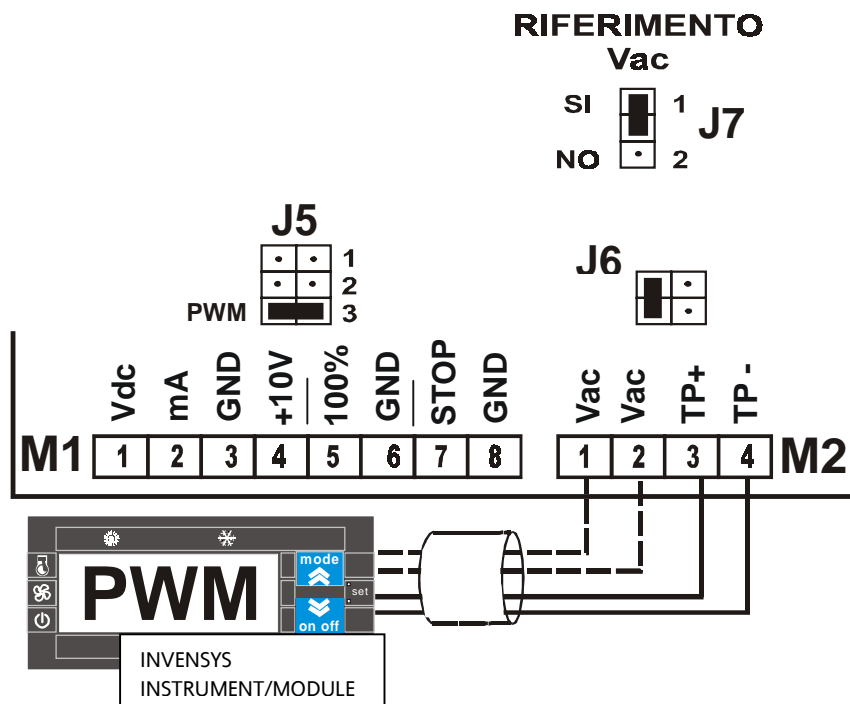 RIFERIMENTO
Vac
SI 1
J7
NO 2
J5
1
2
PWM 3
J6
Vdc mA GND +10V 100% GND STOP GND
Vac Vac TP+ TP -
M1 1 2 3 4 5 6 7 8
1 2 3 4 M2
mode
PWM
set
on off
INVENSYS
INSTRUMENT/MODULE